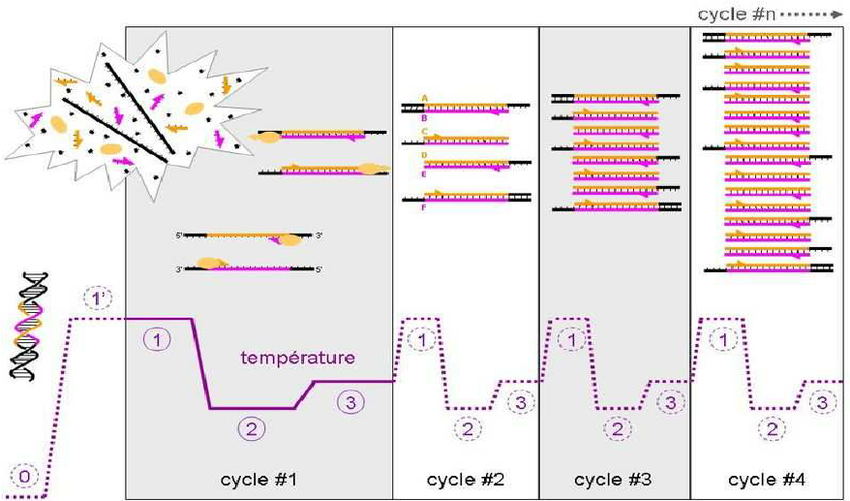 cycle #n
A
B
C
D
E
F
5' 3'
3' 5'
1'
1
1
1
1
température
3
3
3
3
2
2
2
2
0
cycle #1
cycle #2
cycle #3
cycle #4